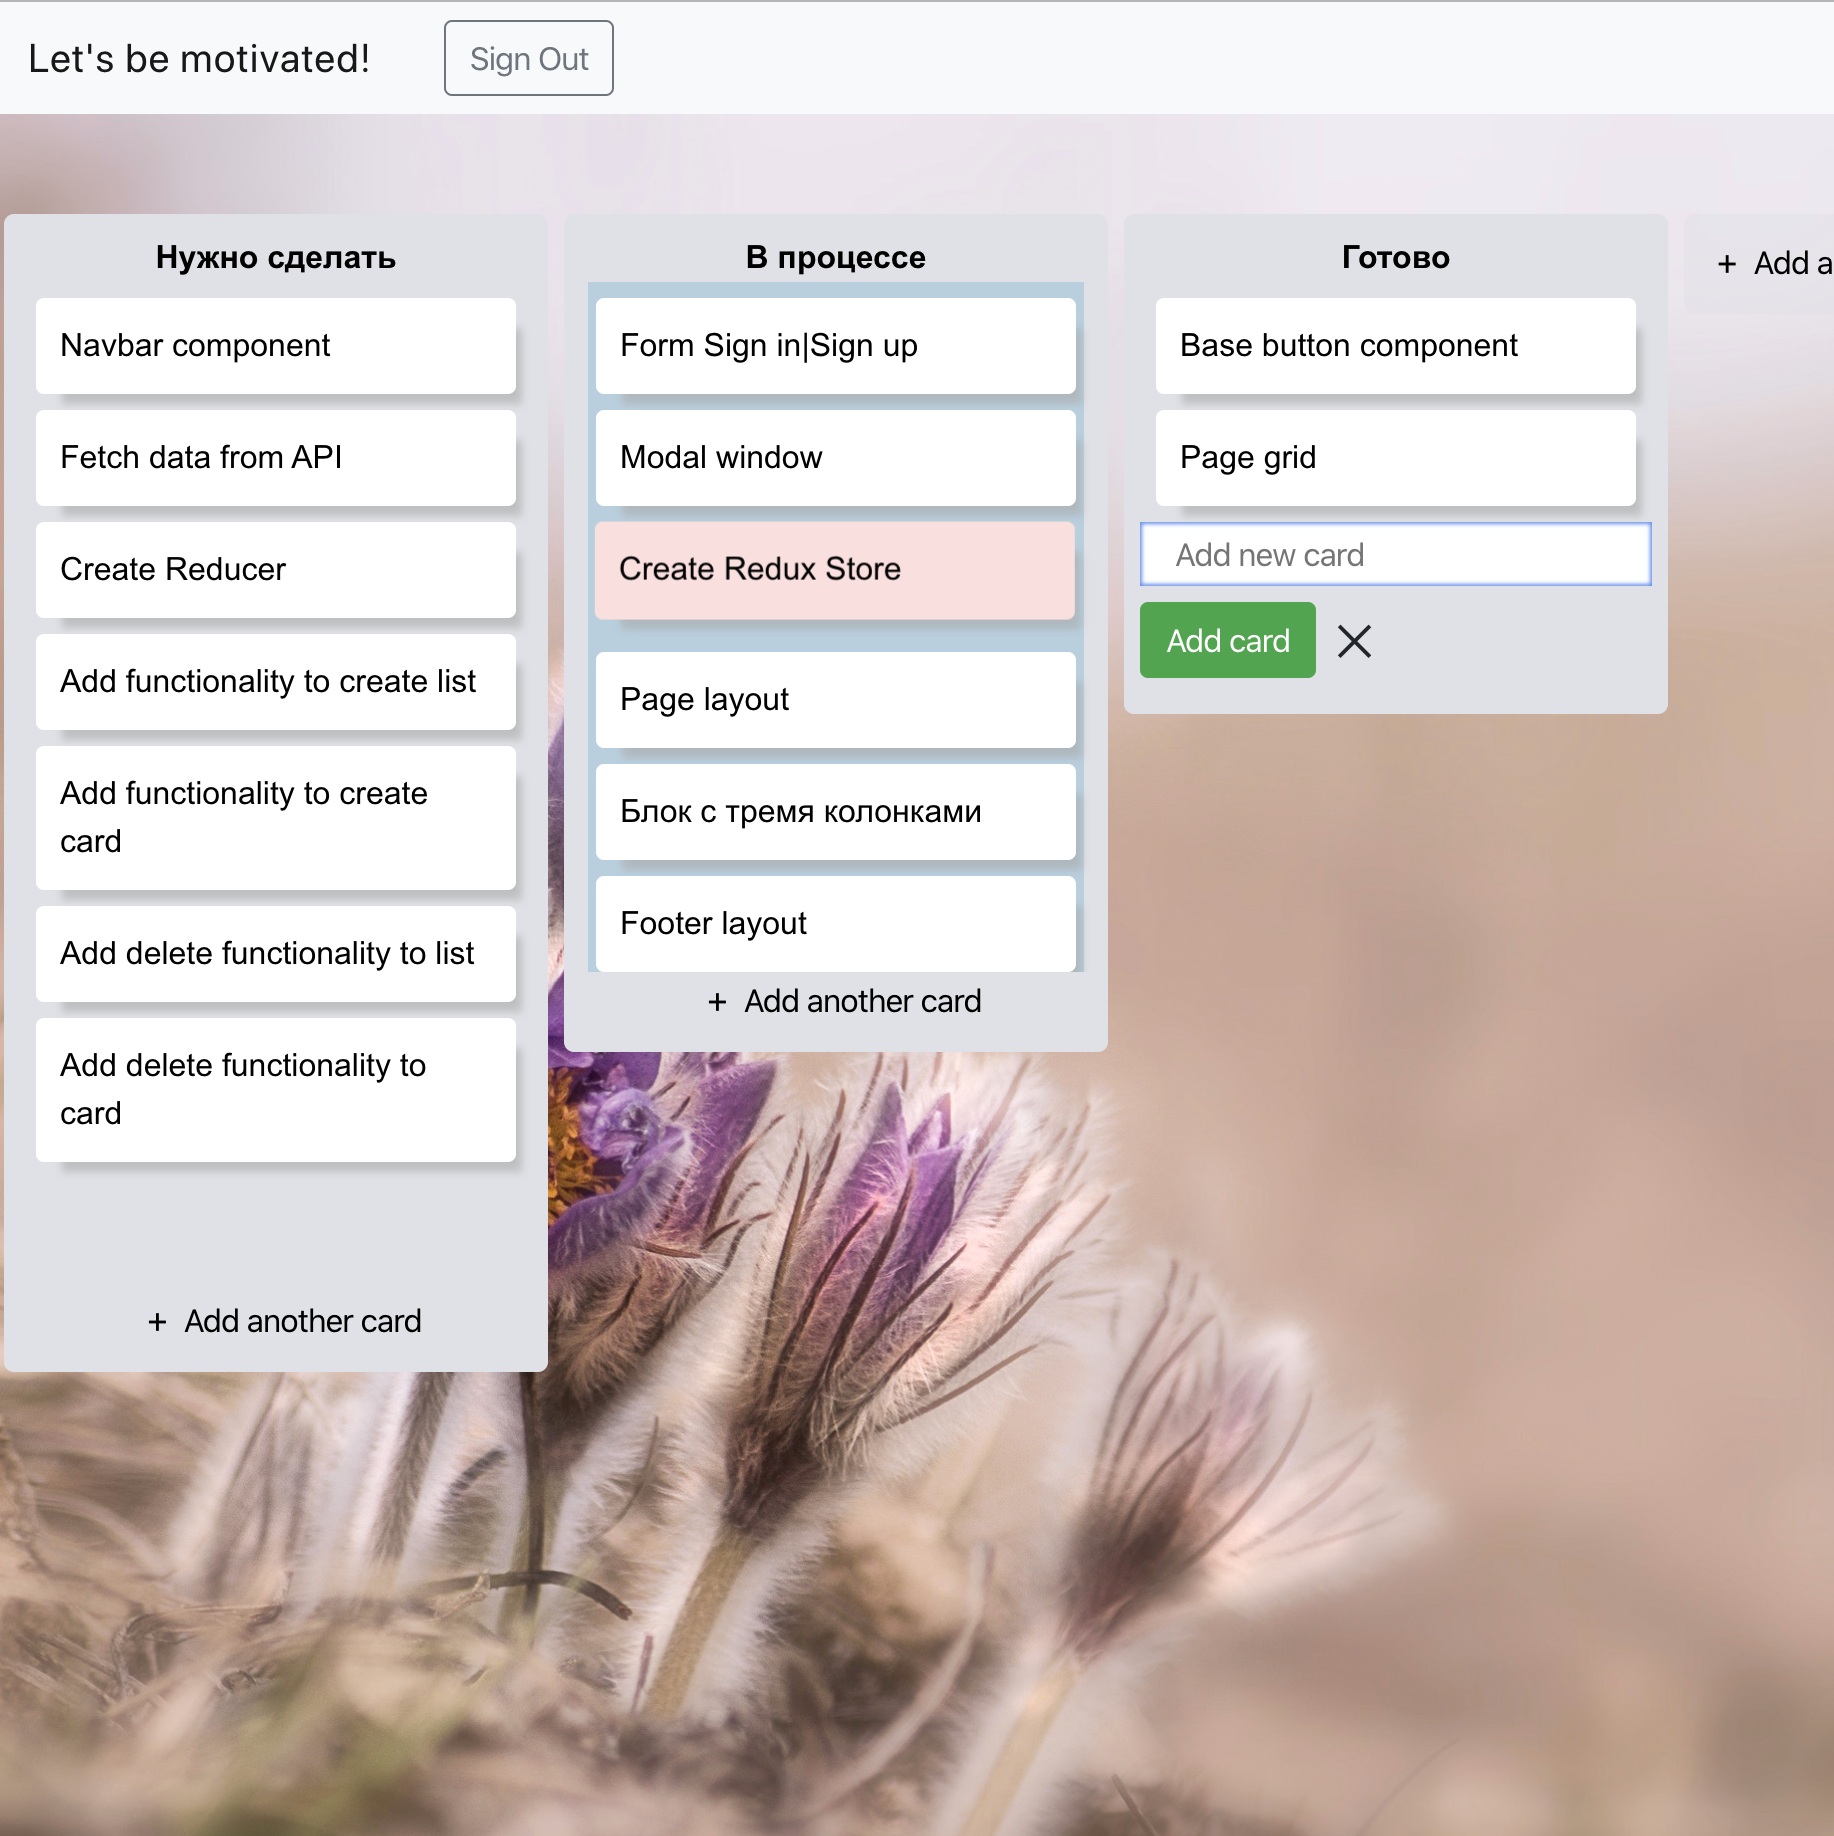 Let's be motivated!
Sign Out
Нужно сделать
Navbar component
Fetch data from API
Create Reducer
Add functionality to create list
Add functionality to create
card
Add delete functionality to list
Add delete functionality to
card
+ Add another card
В процессе
Form Sign in|Sign up
Modal window
Create Redux Store
Page layout
Блок с тремя колонками
Footer layout
+ Add another card
Готово
Base button component
Page grid
Add new card
Add card
+ Add a